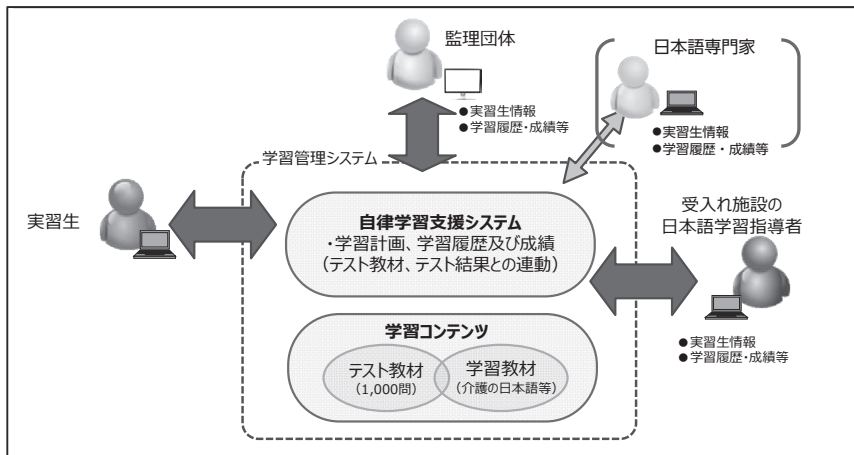 監理団体
●実習生情報
●学習履歴・成績等
日本語専門家
●実習生情報
●学習履歴・成績等
学習管理システム
実習生
自律学習支援システム
・学習計画、学習履歴及び成績
（テスト教材、テスト結果との連動）
受入れ施設の
日本語学習指導者
●実習生情報
●学習履歴・成績等
学習コンテンツ
テスト教材
（1,000問）
学習教材
（介護の日本語等）